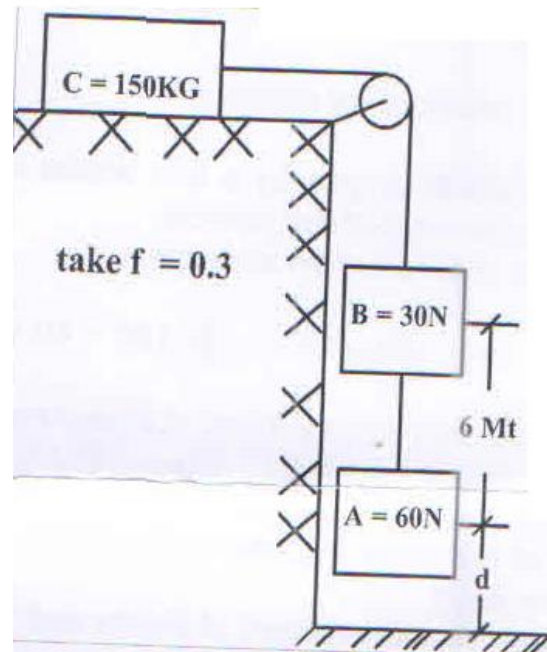 C = 150KG
take f = 0.3
B = 30N
6 Mt
A = 60N
d